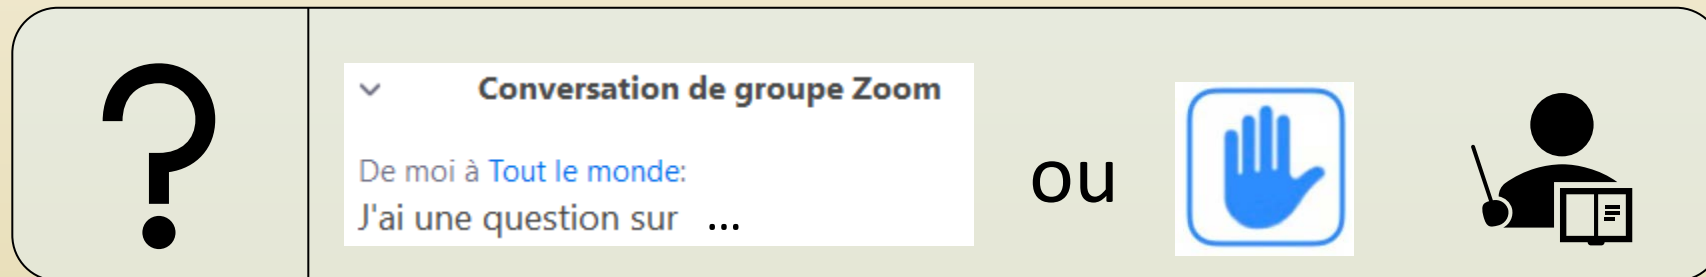 ?
Conversation de groupe Zoom
De moi à Tout le monde:
J'ai une question sur ...
ou